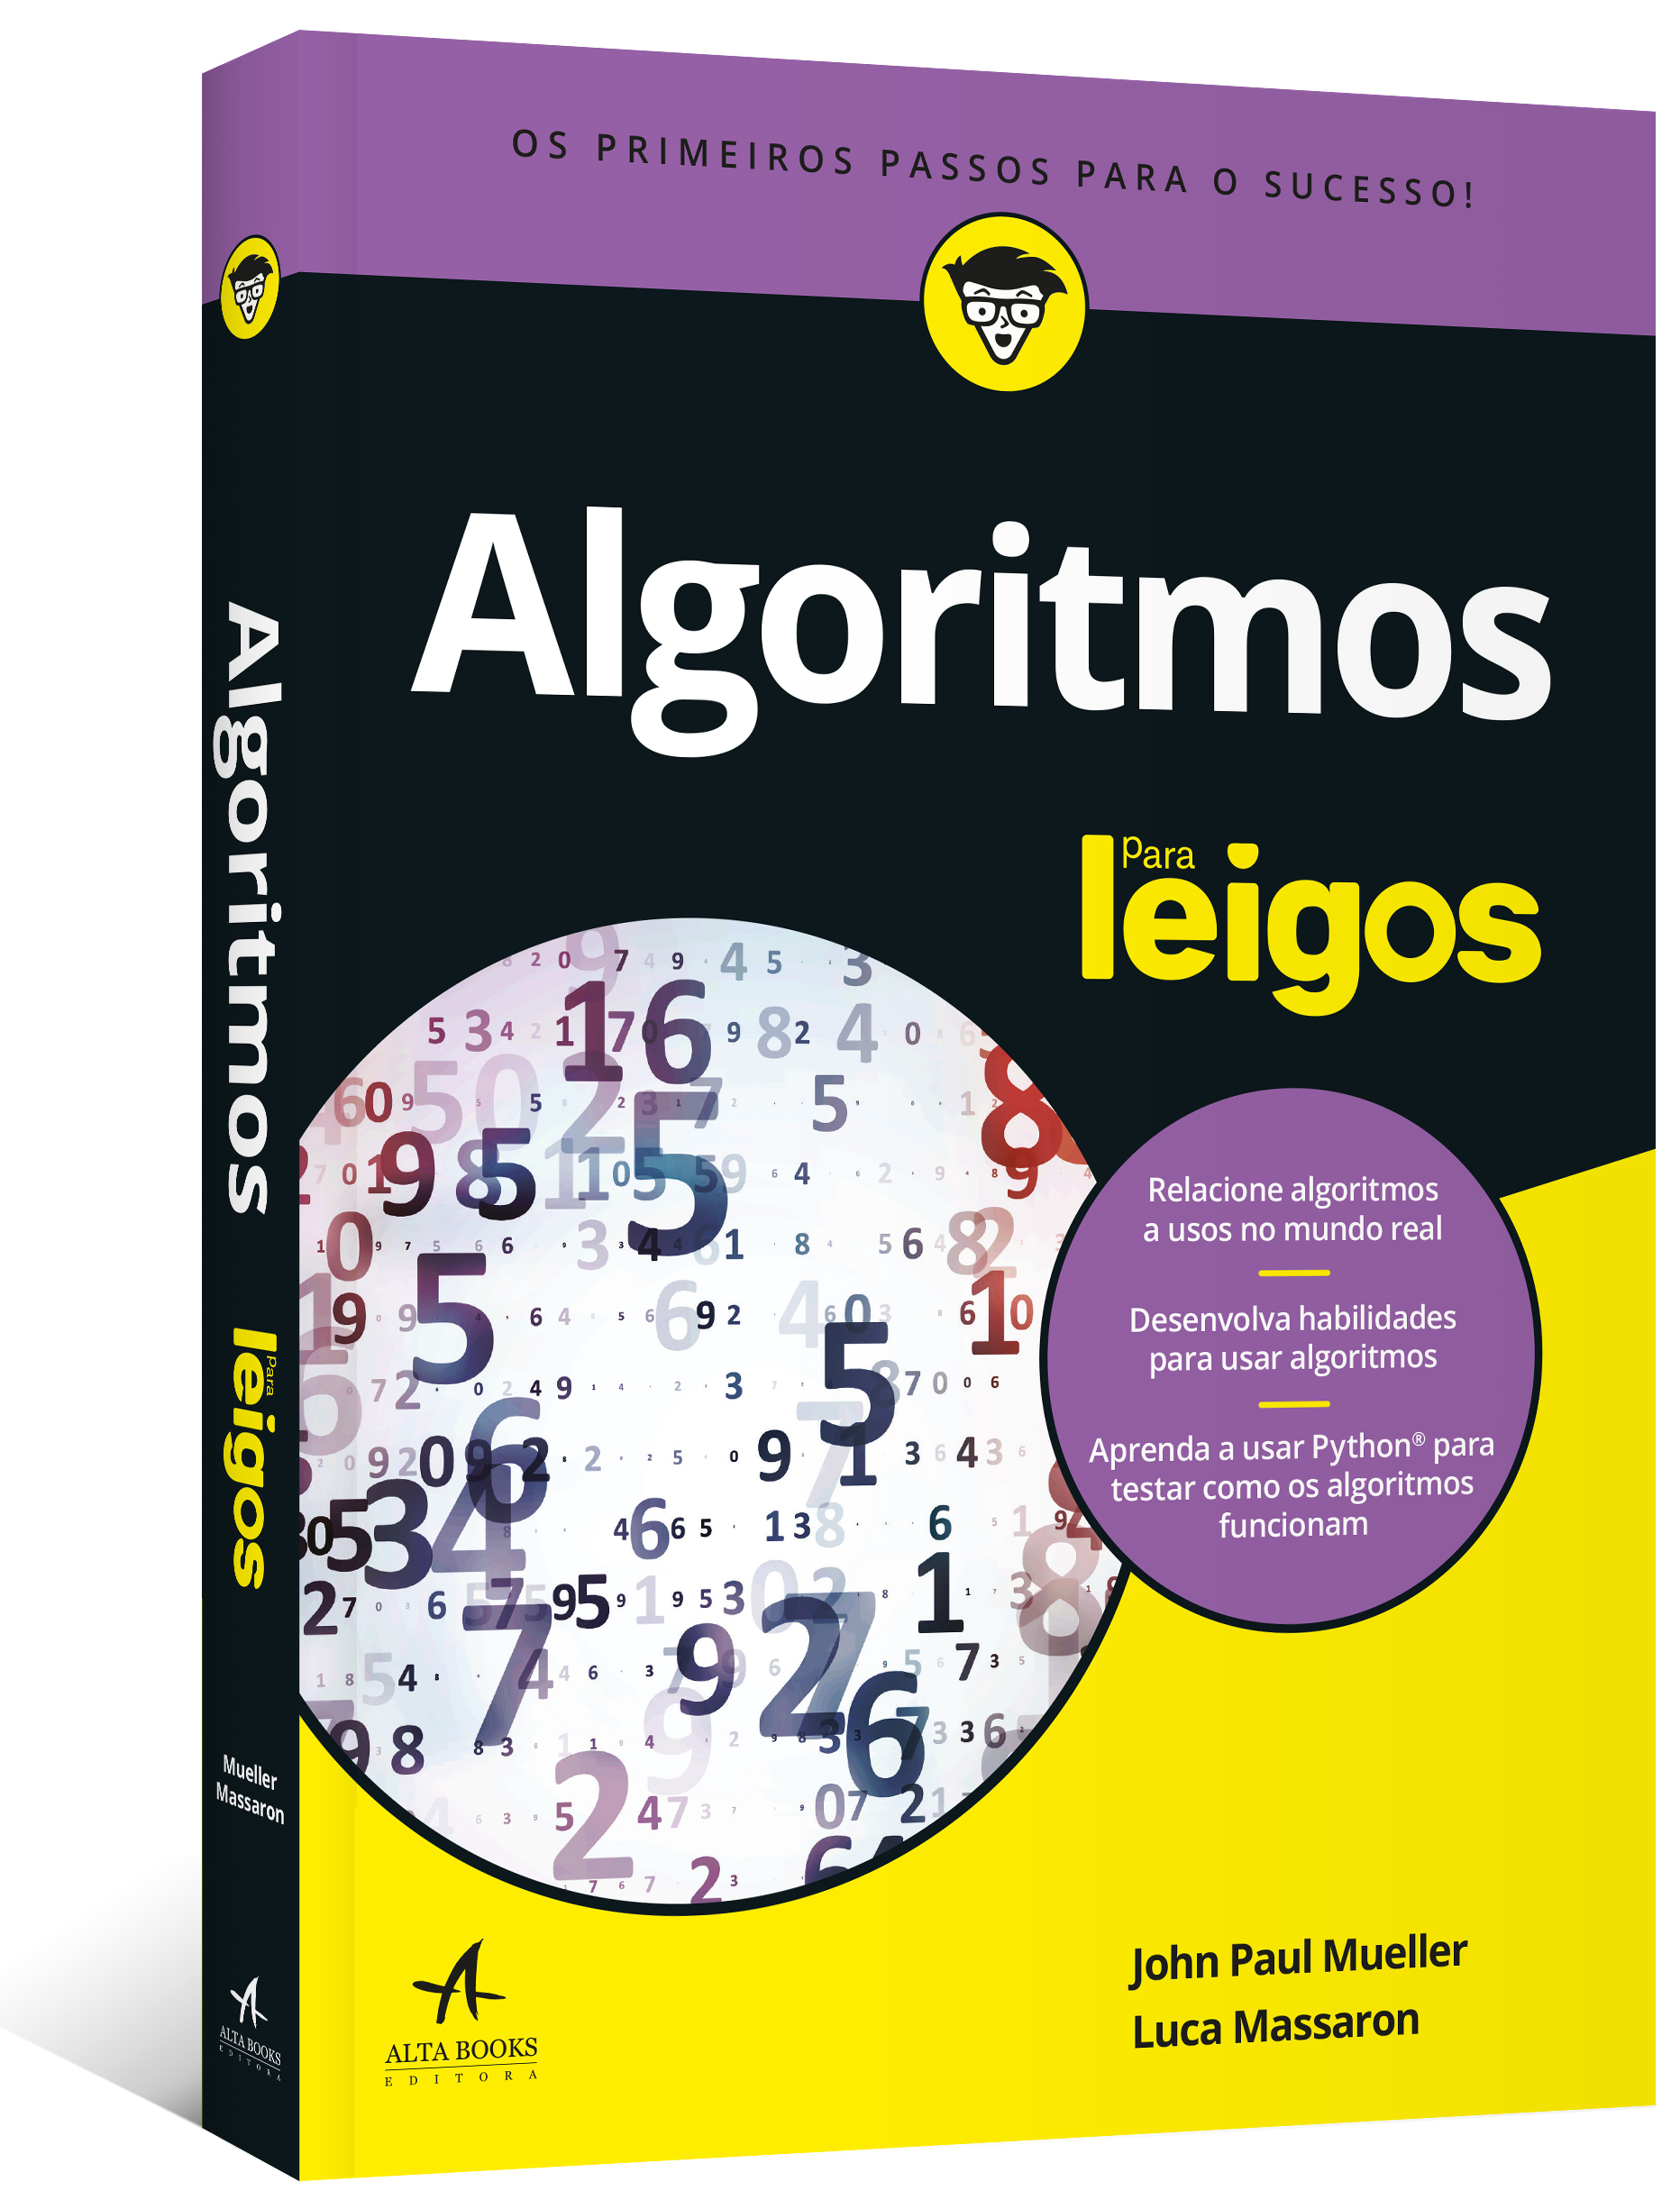 OS PRIMEIROS PASSOS PARA O SUCESSO!
Algoritmos
para
leigos
Relacione algoritmos
a usos no mundo real
Desenvolva habilidades
para usar algoritmos
Aprenda a usar Python® para
testar como os algoritmos
funcionam
John Paul Mueller
Luca Massaron
ALTA BOOKS
EDITORA
Algoritmos
para
leigos
Mueller
Massaron
ALTA BOOKS
EDITORA